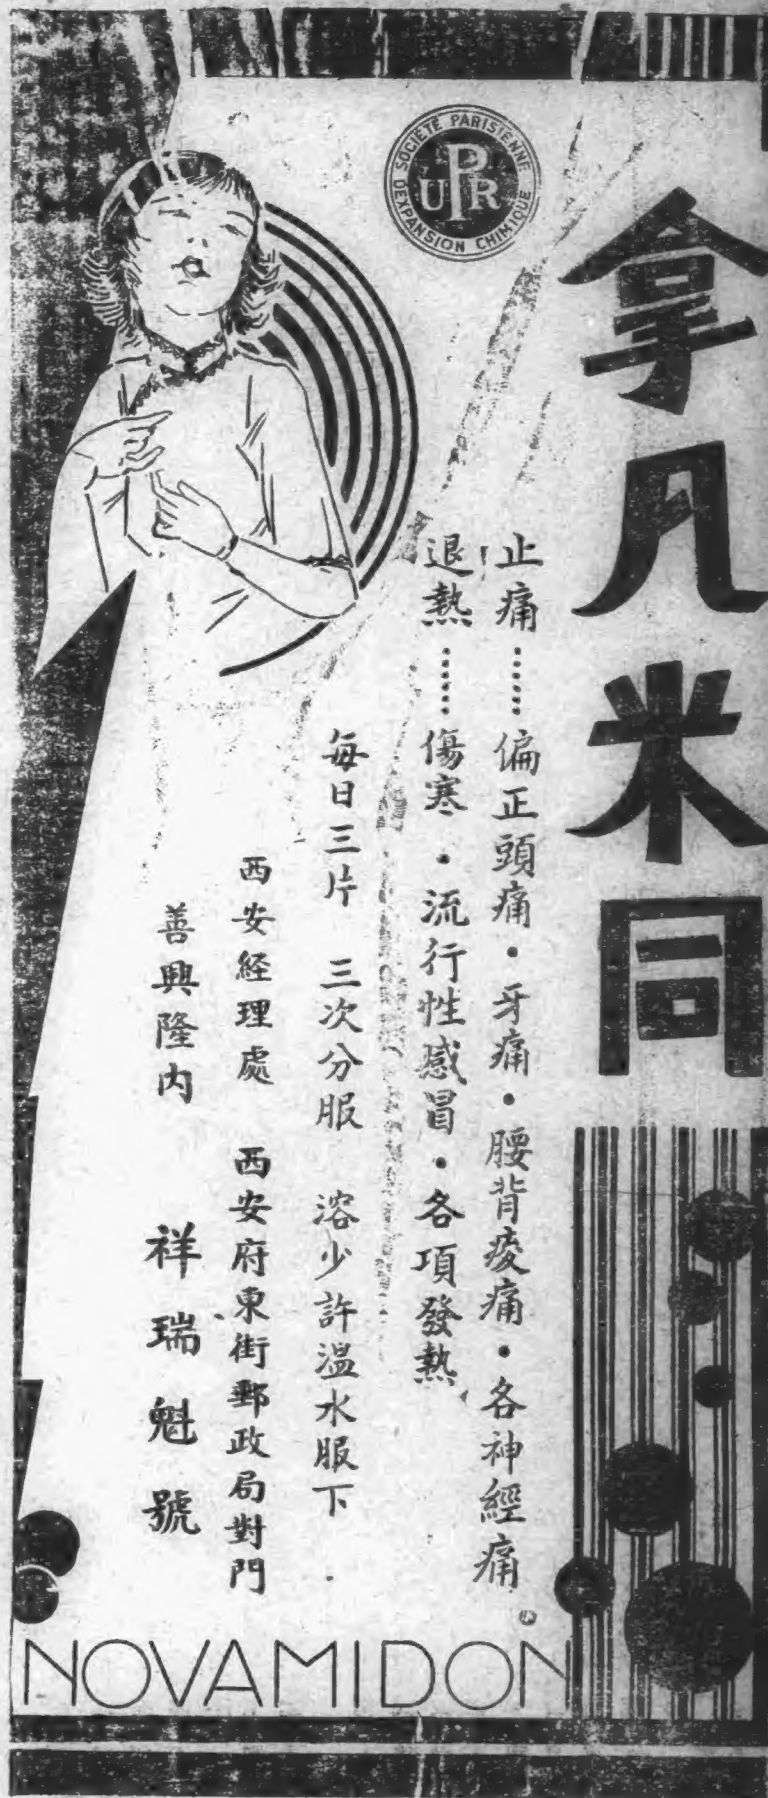 拿凡米同
止痛……偏正頭痛・牙痛・腰背痠痛・各神經痛。
退熱……傷寒・流行性感冒・各項發熱
每日三片　三次分服　溶少許溫水服下．
西安経理處　西安府東街郵政局對門
善興隆内　祥瑞魁號
SOCIÉTÉ PARISIENNE
D'EXPANSION CHIMIQUE
UPR
NOVAMIDON